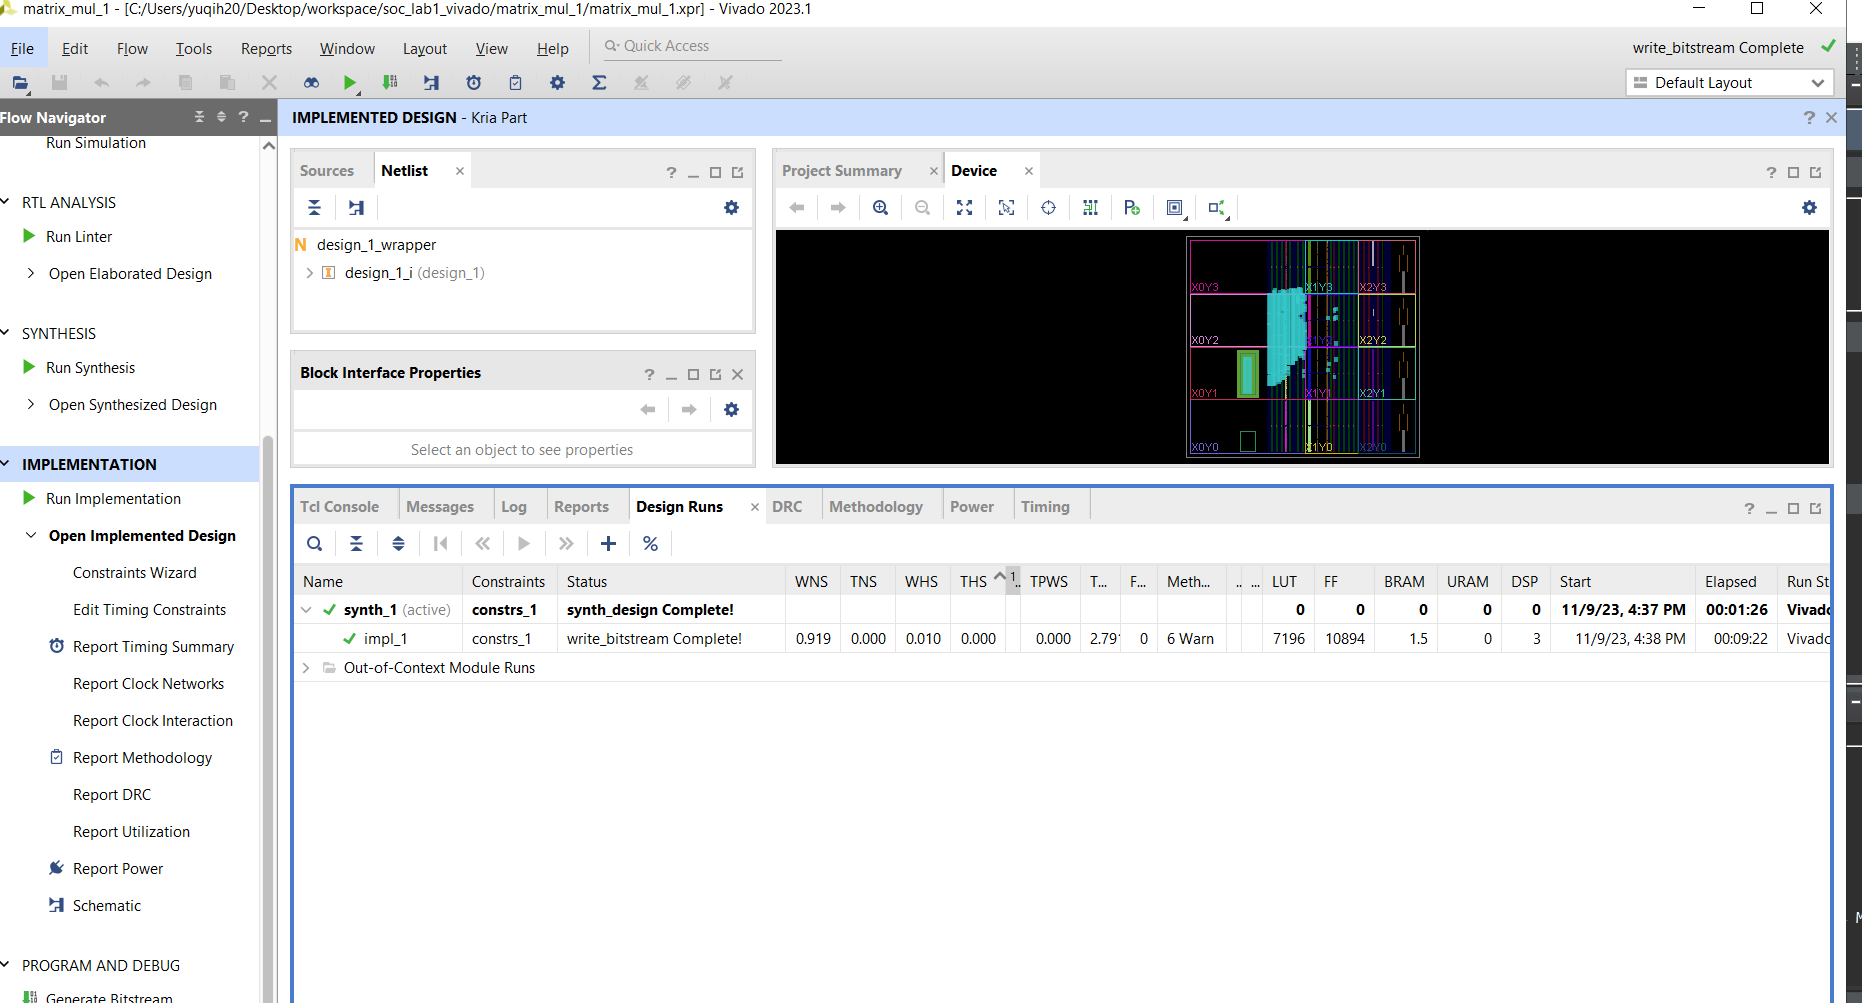 matrix_mul_1 - [C:/Users/yuqih20/Desktop/workspace/soc_lab1_vivado/matrix_mul_1/matrix_mul_1.xpr] - Vivado 2023.1
File Edit Flow Tools Reports Window Layout View Help Quick Access write_bitstream Complete
Default Layout
Flow Navigator
IMPLEMENTED DESIGN - Kria Part
Run Simulation
RTL ANALYSIS
Run Linter
Open Elaborated Design
SYNTHESIS
Run Synthesis
Open Synthesized Design
IMPLEMENTATION
Run Implementation
Open Implemented Design
Constraints Wizard
Edit Timing Constraints
Report Timing Summary
Report Clock Networks
Report Clock Interaction
Report Methodology
Report DRC
Report Utilization
Report Power
Schematic
PROGRAM AND DEBUG
Generate Bitstream
Sources Netlist
design_1_wrapper
design_1_i (design_1)
Block Interface Properties
Select an object to see properties
Project Summary Device
X0Y3 X1Y3 X2Y3
X0Y2 X1Y2 X2Y2
X0Y1 X1Y1 X2Y1
X0Y0 X1Y0 X2Y0
Tcl Console Messages Log Reports Design Runs DRC Methodology Power Timing
Name Constraints Status WNS TNS WHS THS 1.. TPWS T... F... Meth... .. ... LUT FF BRAM URAM DSP Start Elapsed Run St
synth_1 (active) constrs_1 synth_design Complete! 0 0 0 0 0 11/9/23, 4:37 PM 00:01:26 Vivado
impl_1 constrs_1 write_bitstream Complete! 0.919 0.000 0.010 0.000 0.000 2.79 0 6 Warn 7196 10894 1.5 0 3 11/9/23, 4:38 PM 00:09:22 Vivado
Out-of-Context Module Runs